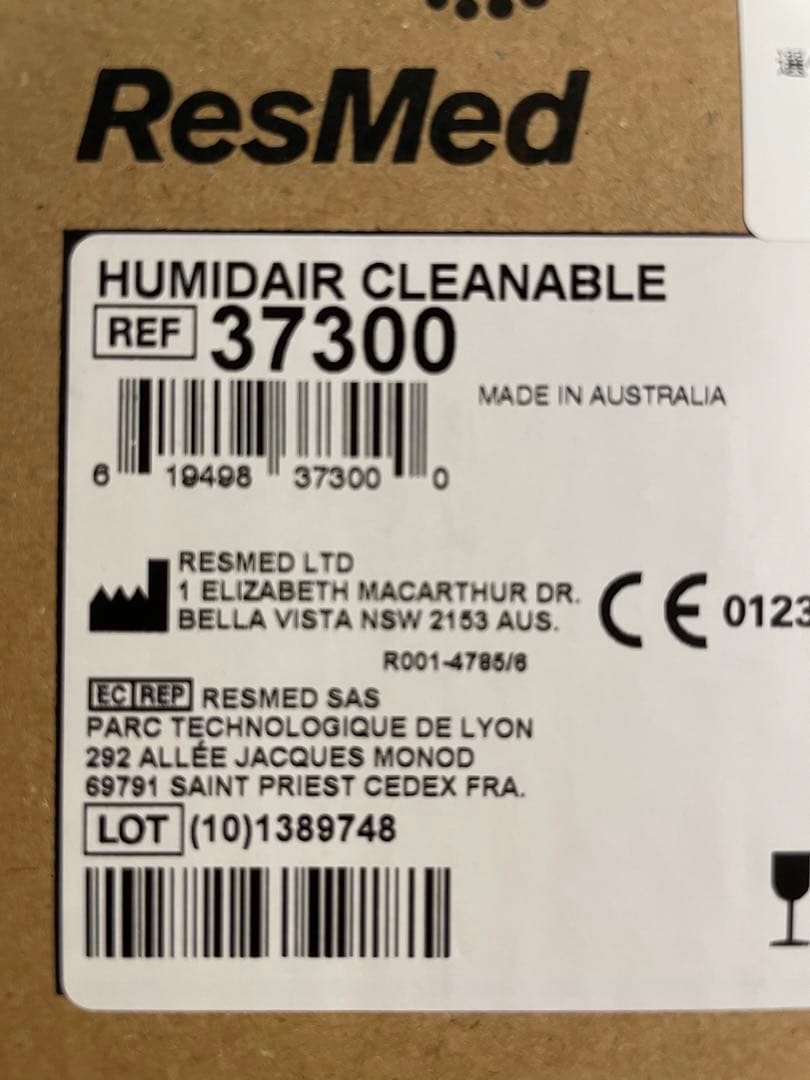 ResMed
HUMIDAIR CLEANABLE
REF 37300
MADE IN AUSTRALIA
6 19498 37300 0
RESMED LTD
1 ELIZABETH MACARTHUR DR.
BELLA VISTA NSW 2153 AUS.
CE 0123
R001-4785/6
EC REP RESMED SAS
PARC TECHNOLOGIQUE DE LYON
292 ALLÉE JACQUES MONOD
69791 SAINT PRIEST CEDEX FRA.
LOT (10)1389748